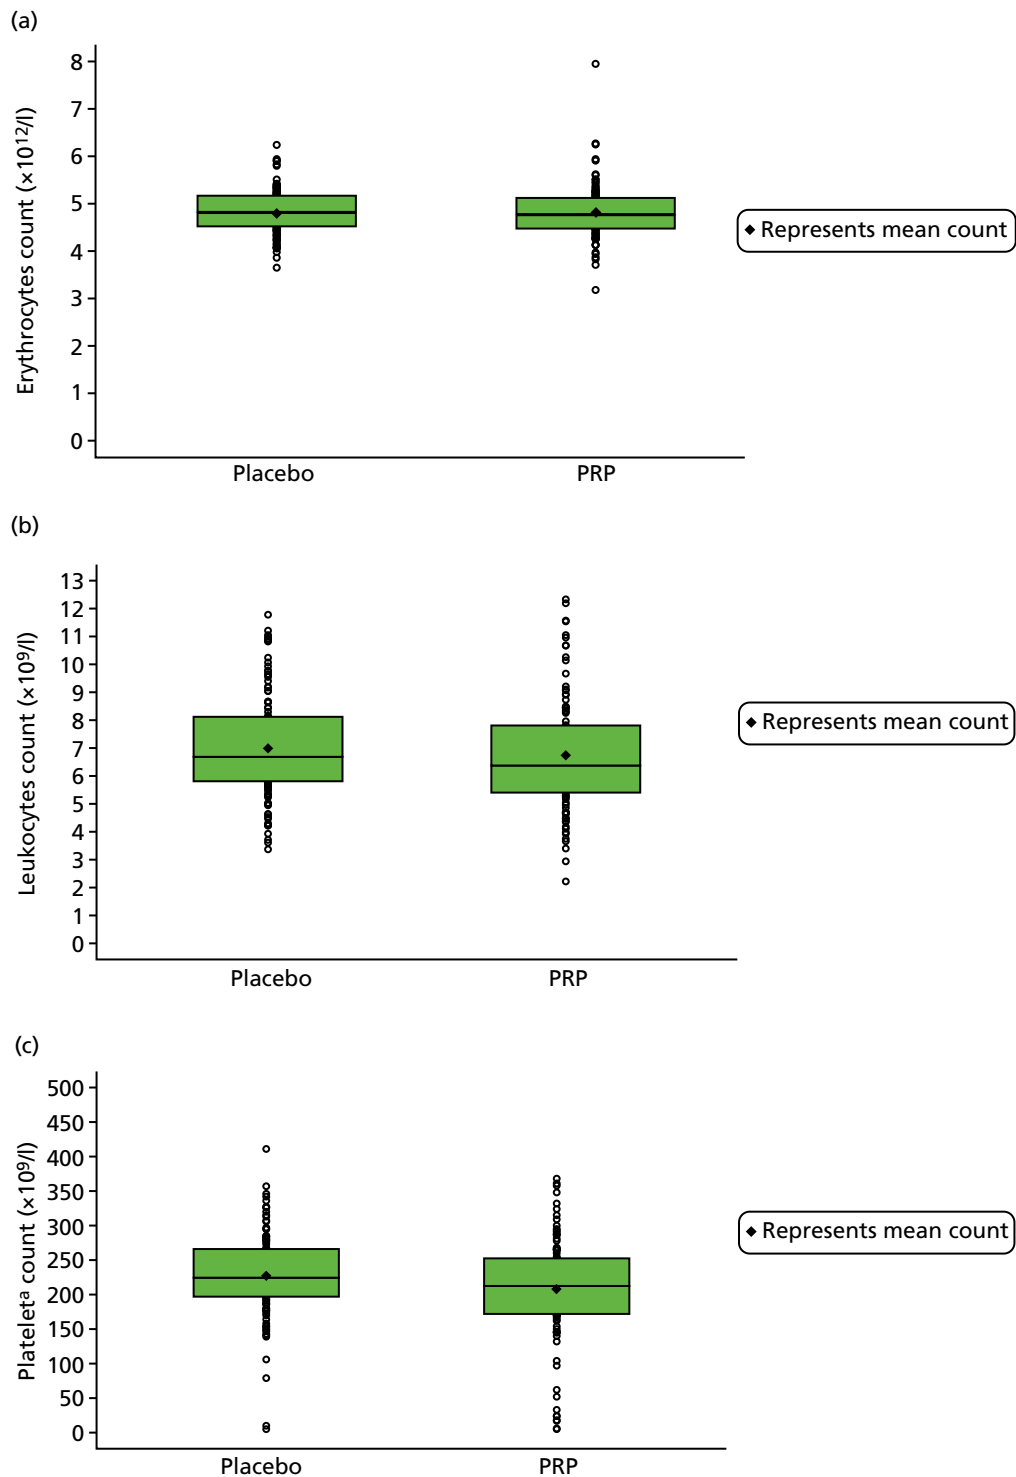 (a)
Erythrocytes count (×10¹²/l)
8
7
6
5
4
3
2
1
0
Placebo
PRP
◆ Represents mean count
(b)
Leukocytes count (×10⁹/l)
13
12
11
10
9
8
7
6
5
4
3
2
1
0
Placebo
PRP
◆ Represents mean count
(c)
Plateletᵃ count (×10⁹/l)
500
450
400
350
300
250
200
150
100
50
0
Placebo
PRP
◆ Represents mean count